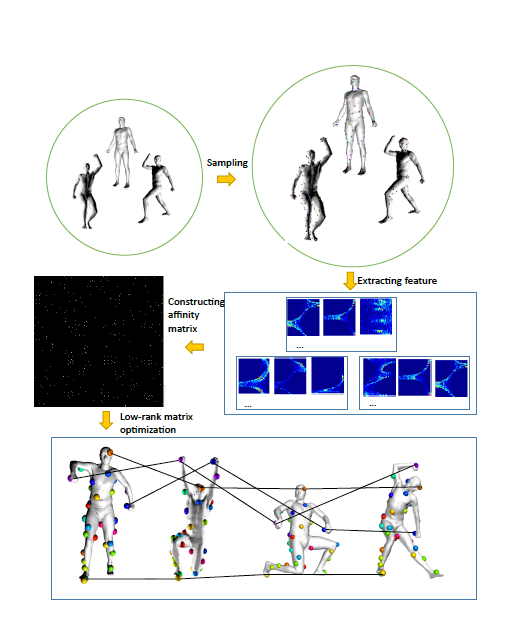 Sampling
Extracting feature
Constructing
affinity
matrix
...
...
...
Low-rank matrix
optimization